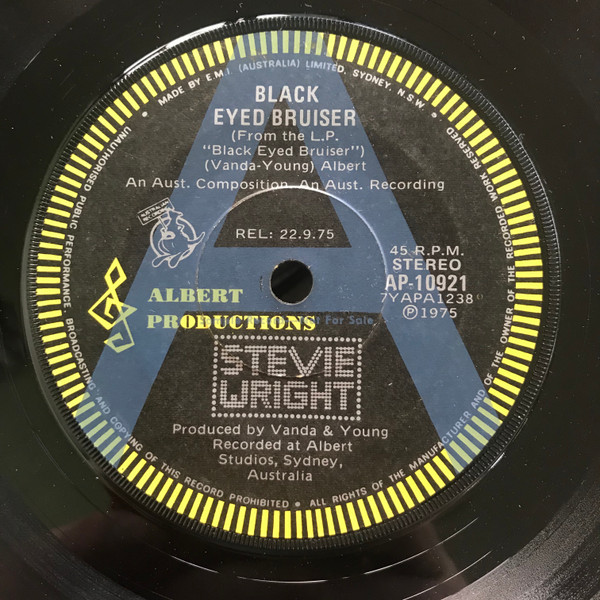 MADE BY E.M.I (AUSTRALIA) LIMITED, SYDNEY, N.S.W.
BLACK
EYED BRUISER
(From the L.P.
"Black Eyed Bruiser")
(Vanda-Young) Albert
An Aust. Composition. An Aust. Recording
REL: 22.9.75
45 R.P.M.
STEREO
AP-10921
7YAPA1238
℗ 1975
A
ALBERT
PRODUCTIONS
For Sale
STEVIE
WRIGHT
Produced by Vanda & Young
Recorded at Albert
Studios, Sydney,
Australia
UNAUTHORISED PUBLIC PERFORMANCE, BROADCASTING AND COPYING OF THIS RECORD PROHIBITED • ALL RIGHTS OF THE MANUFACTURER AND OF THE OWNER OF THE RECORDED WORK RESERVED